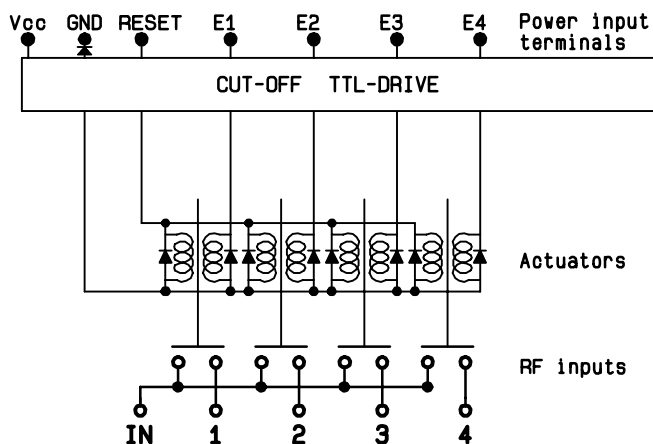 Vcc GND RESET E1 E2 E3 E4 Power input
terminals
CUT-OFF TTL-DRIVE
Actuators
RF inputs
IN 1 2 3 4